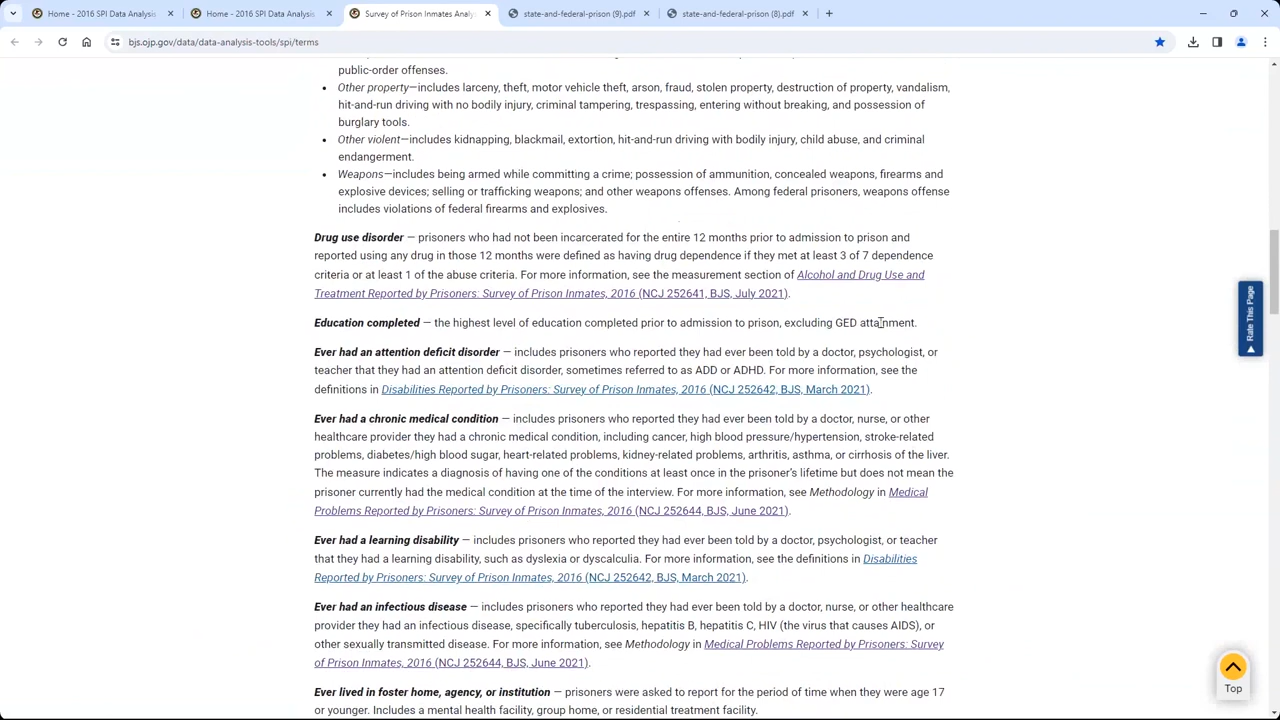 Home - 2016 SPI Data Analysis
Home - 2016 SPI Data Analysis
Survey of Prison Inmates Analy
state-and-federal-prison (9).pdf
state-and-federal-prison (8).pdf
bjs.ojp.gov/data/data-analysis-tools/spi/terms
public-order offenses.
• Other property—includes larceny, theft, motor vehicle theft, arson, fraud, stolen property, destruction of property, vandalism,
hit-and-run driving with no bodily injury, criminal tampering, trespassing, entering without breaking, and possession of
burglary tools.
• Other violent—includes kidnapping, blackmail, extortion, hit-and-run driving with bodily injury, child abuse, and criminal
endangerment.
• Weapons—includes being armed while committing a crime; possession of ammunition, concealed weapons, firearms and
explosive devices; selling or trafficking weapons; and other weapons offenses. Among federal prisoners, weapons offense
includes violations of federal firearms and explosives.
Drug use disorder — prisoners who had not been incarcerated for the entire 12 months prior to admission to prison and
reported using any drug in those 12 months were defined as having drug dependence if they met at least 3 of 7 dependence
criteria or at least 1 of the abuse criteria. For more information, see the measurement section of Alcohol and Drug Use and
Treatment Reported by Prisoners: Survey of Prison Inmates, 2016 (NCJ 252641, BJS, July 2021).
Education completed — the highest level of education completed prior to admission to prison, excluding GED attainment.
Ever had an attention deficit disorder — includes prisoners who reported they had ever been told by a doctor, psychologist, or
teacher that they had an attention deficit disorder, sometimes referred to as ADD or ADHD. For more information, see the
definitions in Disabilities Reported by Prisoners: Survey of Prison Inmates, 2016 (NCJ 252642, BJS, March 2021).
Ever had a chronic medical condition — includes prisoners who reported they had ever been told by a doctor, nurse, or other
healthcare provider they had a chronic medical condition, including cancer, high blood pressure/hypertension, stroke-related
problems, diabetes/high blood sugar, heart-related problems, kidney-related problems, arthritis, asthma, or cirrhosis of the liver.
The measure indicates a diagnosis of having one of the conditions at least once in the prisoner's lifetime but does not mean the
prisoner currently had the medical condition at the time of the interview. For more information, see Methodology in Medical
Problems Reported by Prisoners: Survey of Prison Inmates, 2016 (NCJ 252644, BJS, June 2021).
Ever had a learning disability — includes prisoners who reported they had ever been told by a doctor, psychologist, or teacher
that they had a learning disability, such as dyslexia or dyscalculia. For more information, see the definitions in Disabilities
Reported by Prisoners: Survey of Prison Inmates, 2016 (NCJ 252642, BJS, March 2021).
Ever had an infectious disease — includes prisoners who reported they had ever been told by a doctor, nurse, or other healthcare
provider they had an infectious disease, specifically tuberculosis, hepatitis B, hepatitis C, HIV (the virus that causes AIDS), or
other sexually transmitted disease. For more information, see Methodology in Medical Problems Reported by Prisoners: Survey
of Prison Inmates, 2016 (NCJ 252644, BJS, June 2021).
Ever lived in foster home, agency, or institution — prisoners were asked to report for the period of time when they were age 17
or younger. Includes a mental health facility, group home, or residential treatment facility.
Rate This Page
Top